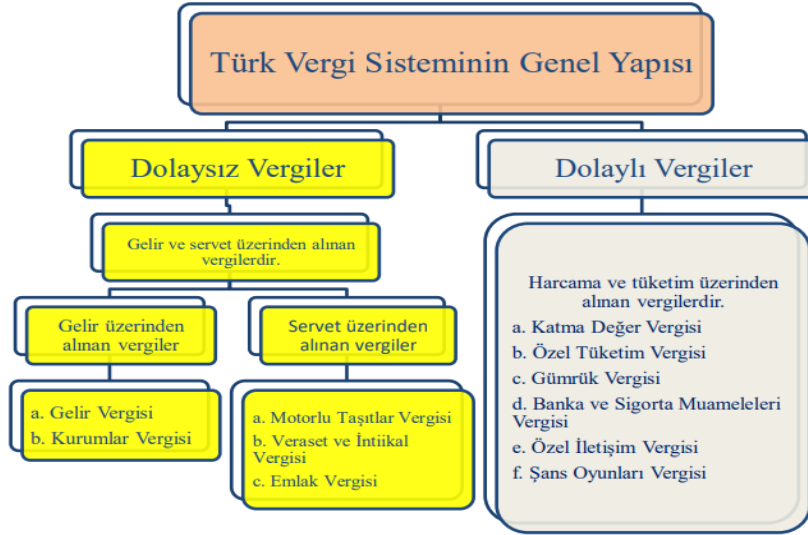 Türk Vergi Sisteminin Genel Yapısı
Dolaysız Vergiler
Gelir ve servet üzerinden alınan
vergilerdir.
Gelir üzerinden
alınan vergiler
a. Gelir Vergisi
b. Kurumlar Vergisi
Servet üzerinden
alınan vergiler
a. Motorlu Taşıtlar Vergisi
b. Veraset ve İntiikal
Vergisi
c. Emlak Vergisi
Dolaylı Vergiler
Harcama ve tüketim üzerinden
alınan vergilerdir.
a. Katma Değer Vergisi
b. Özel Tüketim Vergisi
c. Gümrük Vergisi
d. Banka ve Sigorta Muameleleri
Vergisi
e. Özel İletişim Vergisi
f. Şans Oyunları Vergisi